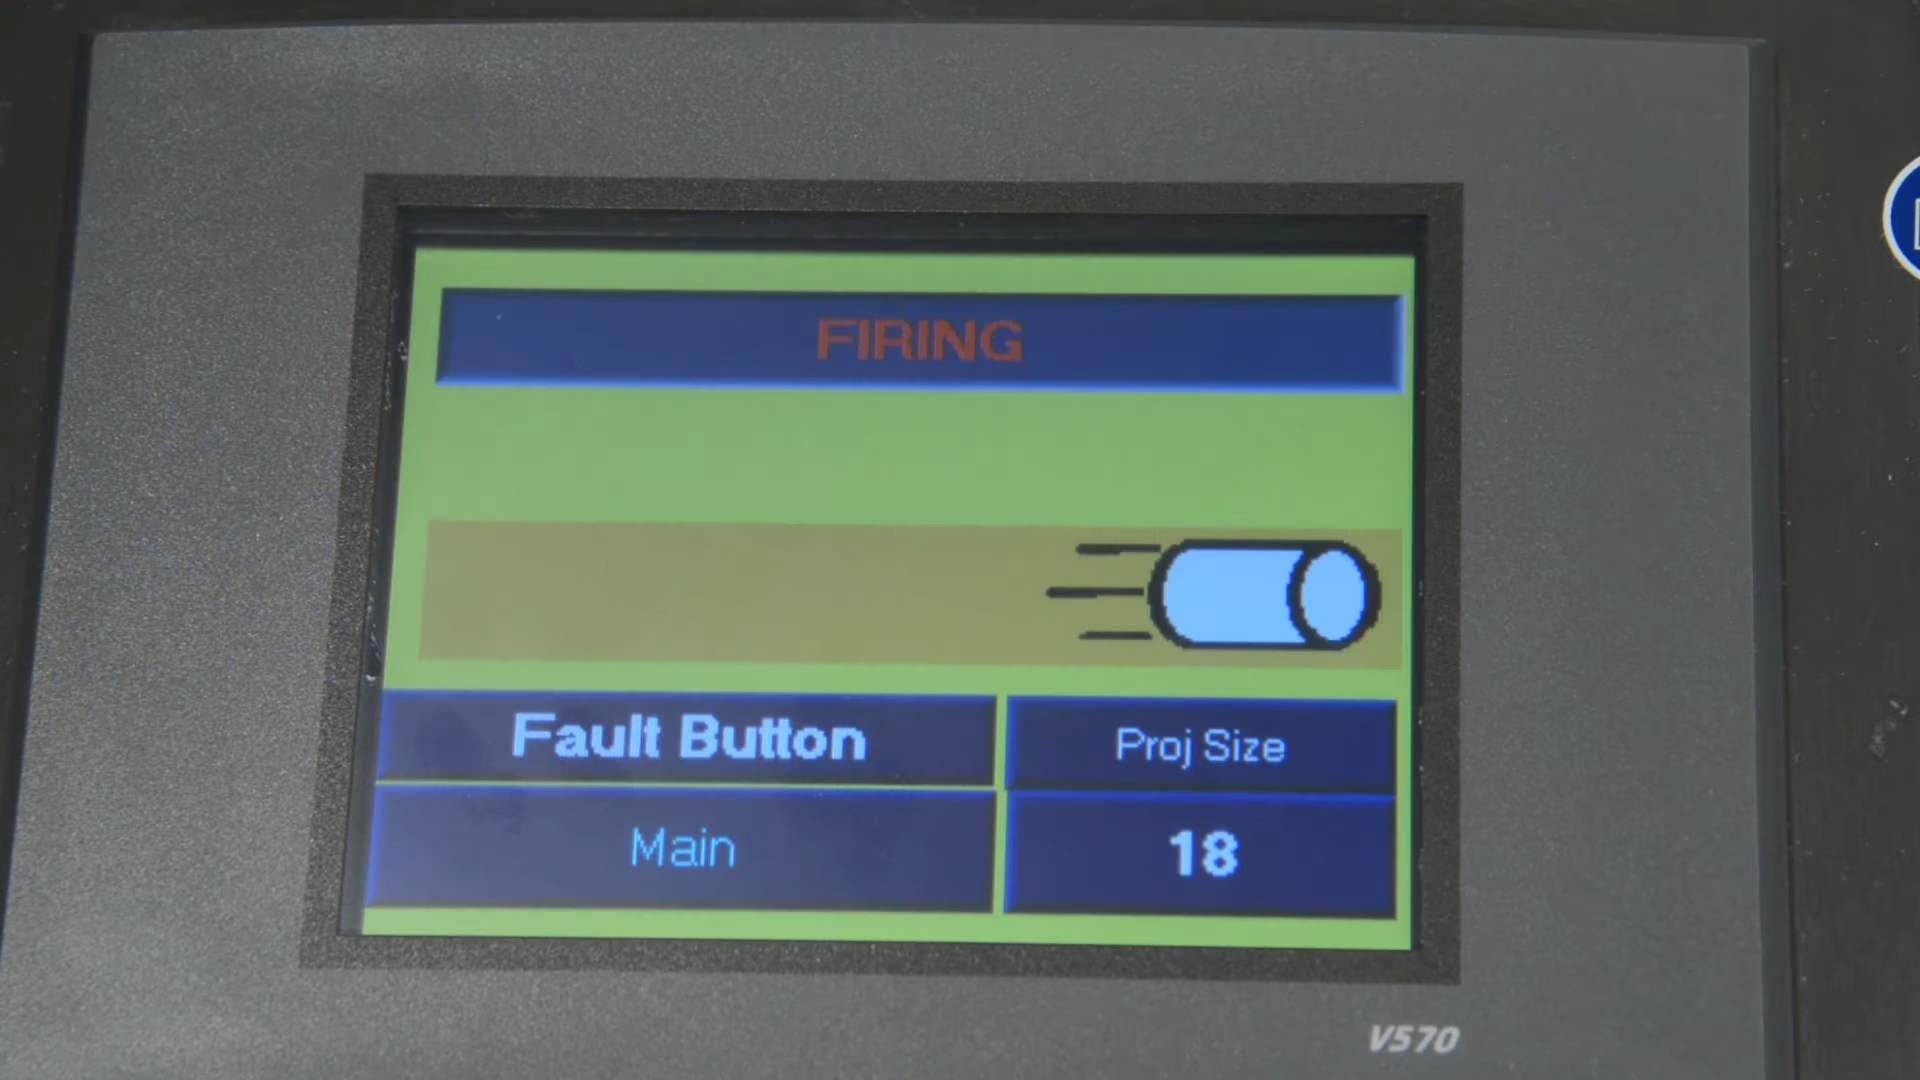 FIRING
Fault Button
Proj Size
Main
18
V570